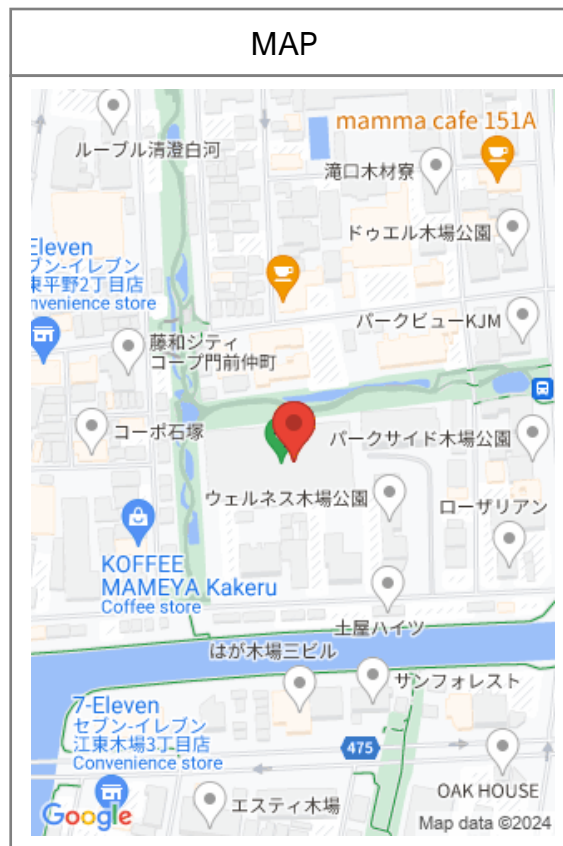 MAP
mamma cafe 151A
ルーブル清澄白河
滝口木材寮
ドゥエル木場公園
Eleven
ブン-イレブン
東平野2丁目店
nvenience store
パークビューKJM
藤和シティ
コープ門前仲町
コーポ石塚
パークサイド木場公園
ウェルネス木場公園
ローザリアン
KOFFEE
MAMEYA Kakeru
Coffee store
土屋ハイツ
はが木場三ビル
サンフォレスト
7-Eleven
セブン-イレブン
江東木場3丁目店
Convenience store
475
OAK HOUSE
エスティ木場
Google
Map data ©2024